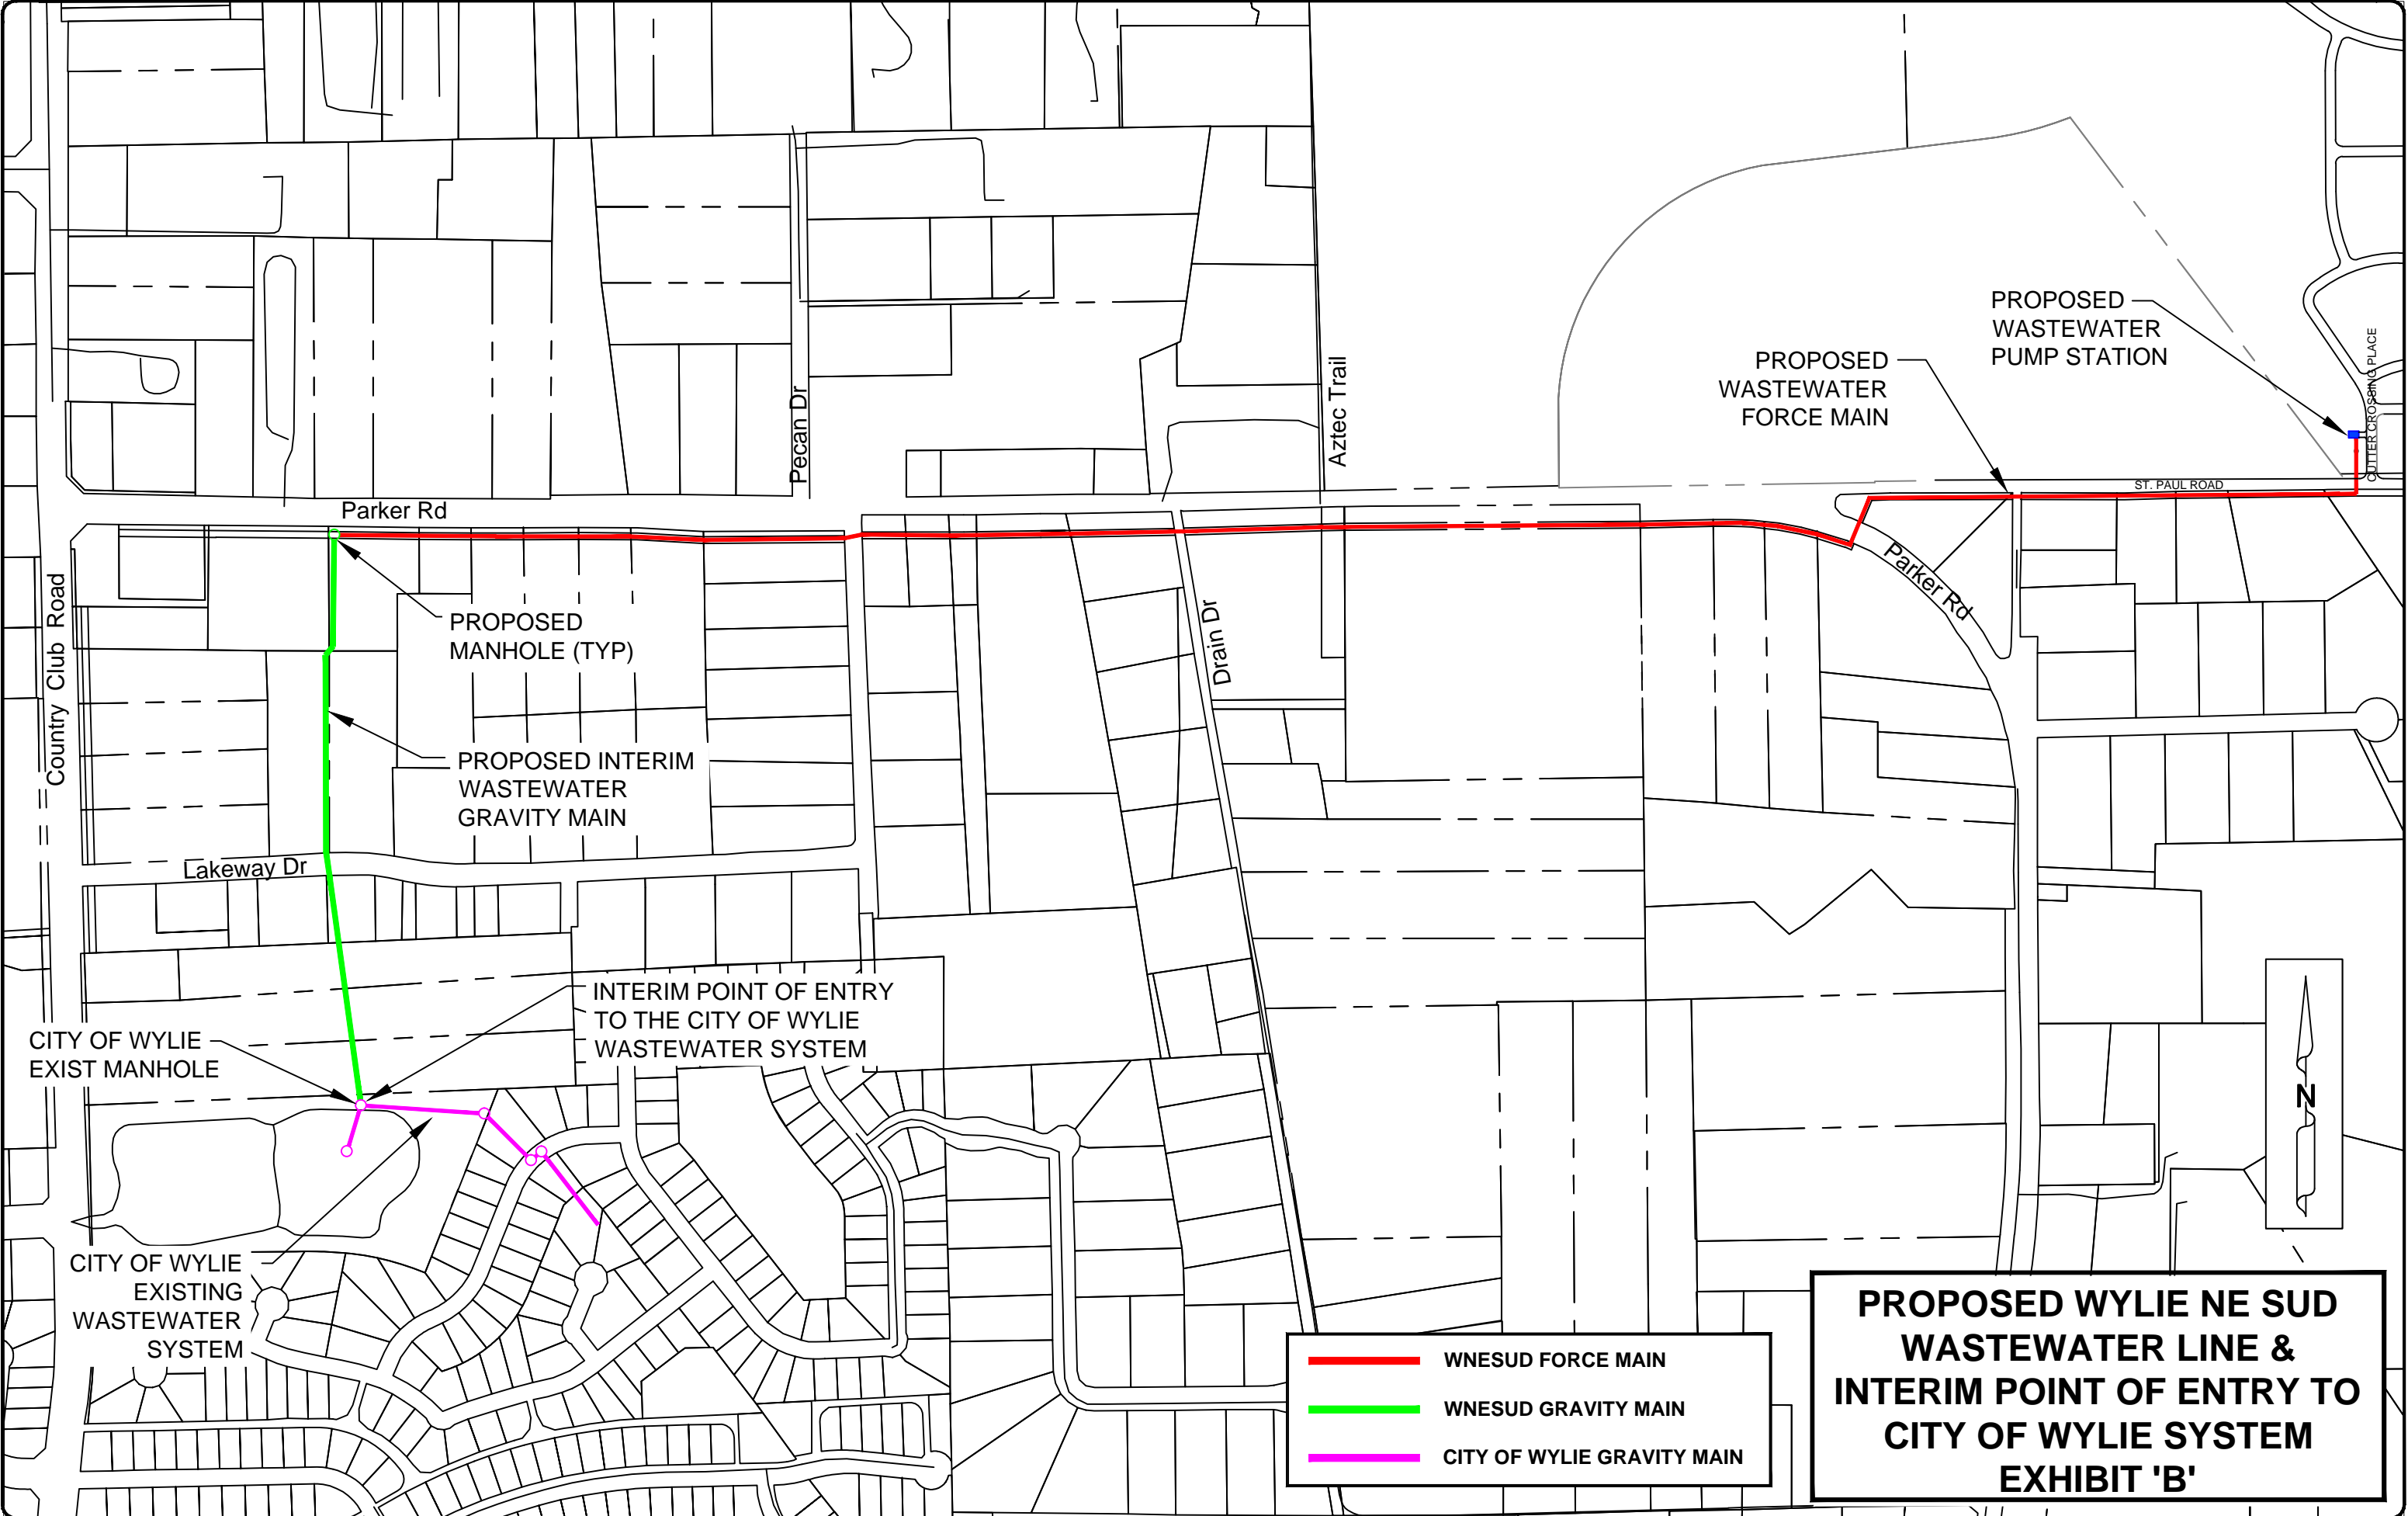 PROPOSED
WASTEWATER
PUMP STATION
PROPOSED
WASTEWATER
FORCE MAIN
CUTTER CROSSING PLACE
Aztec Trail
Pecan Dr
ST. PAUL ROAD
Parker Rd
Parker Rd
Country Club Road
Drain Dr
PROPOSED
MANHOLE (TYP)
PROPOSED INTERIM
WASTEWATER
GRAVITY MAIN
Lakeway Dr
INTERIM POINT OF ENTRY
TO THE CITY OF WYLIE
WASTEWATER SYSTEM
CITY OF WYLIE
EXIST MANHOLE
N
CITY OF WYLIE
EXISTING
WASTEWATER
SYSTEM
WNESUD FORCE MAIN
WNESUD GRAVITY MAIN
CITY OF WYLIE GRAVITY MAIN
PROPOSED WYLIE NE SUD
WASTEWATER LINE &
INTERIM POINT OF ENTRY TO
CITY OF WYLIE SYSTEM
EXHIBIT 'B'